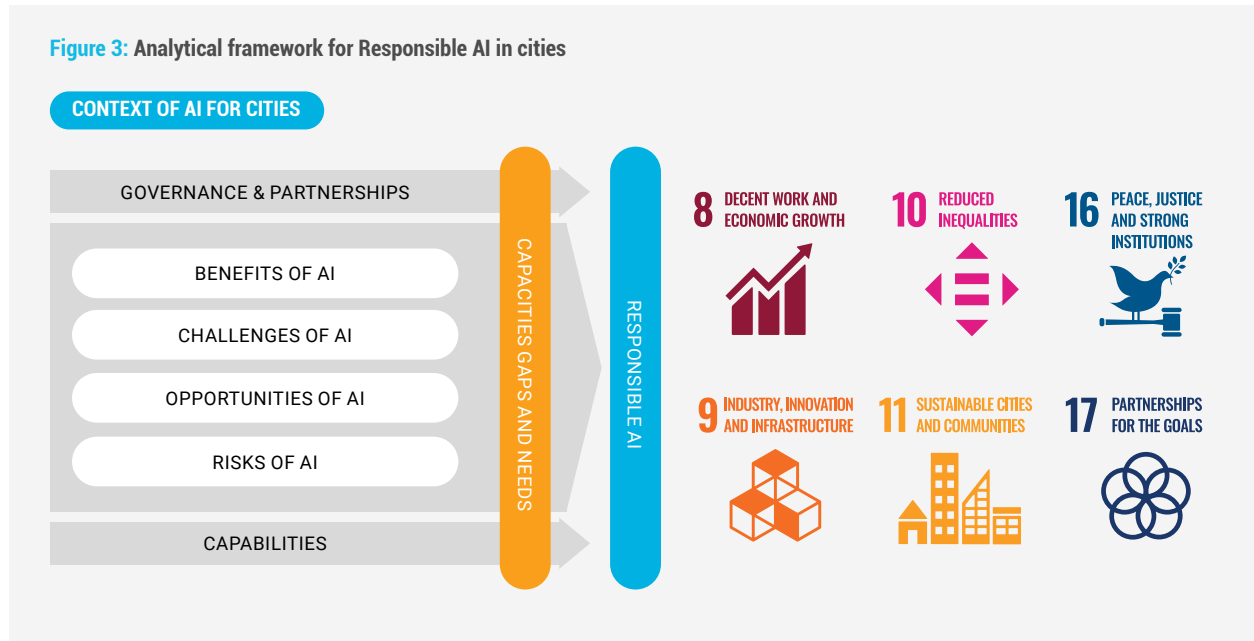 Figure 3: Analytical framework for Responsible AI in cities
CONTEXT OF AI FOR CITIES
GOVERNANCE & PARTNERSHIPS
BENEFITS OF AI
CHALLENGES OF AI
OPPORTUNITIES OF AI
RISKS OF AI
CAPABILITIES
CAPACITIES GAPS AND NEEDS
RESPONSIBLE AI
8 DECENT WORK AND
ECONOMIC GROWTH
10 REDUCED
INEQUALITIES
16 PEACE, JUSTICE
AND STRONG
INSTITUTIONS
9 INDUSTRY, INNOVATION
AND INFRASTRUCTURE
11 SUSTAINABLE CITIES
AND COMMUNITIES
17 PARTNERSHIPS
FOR THE GOALS